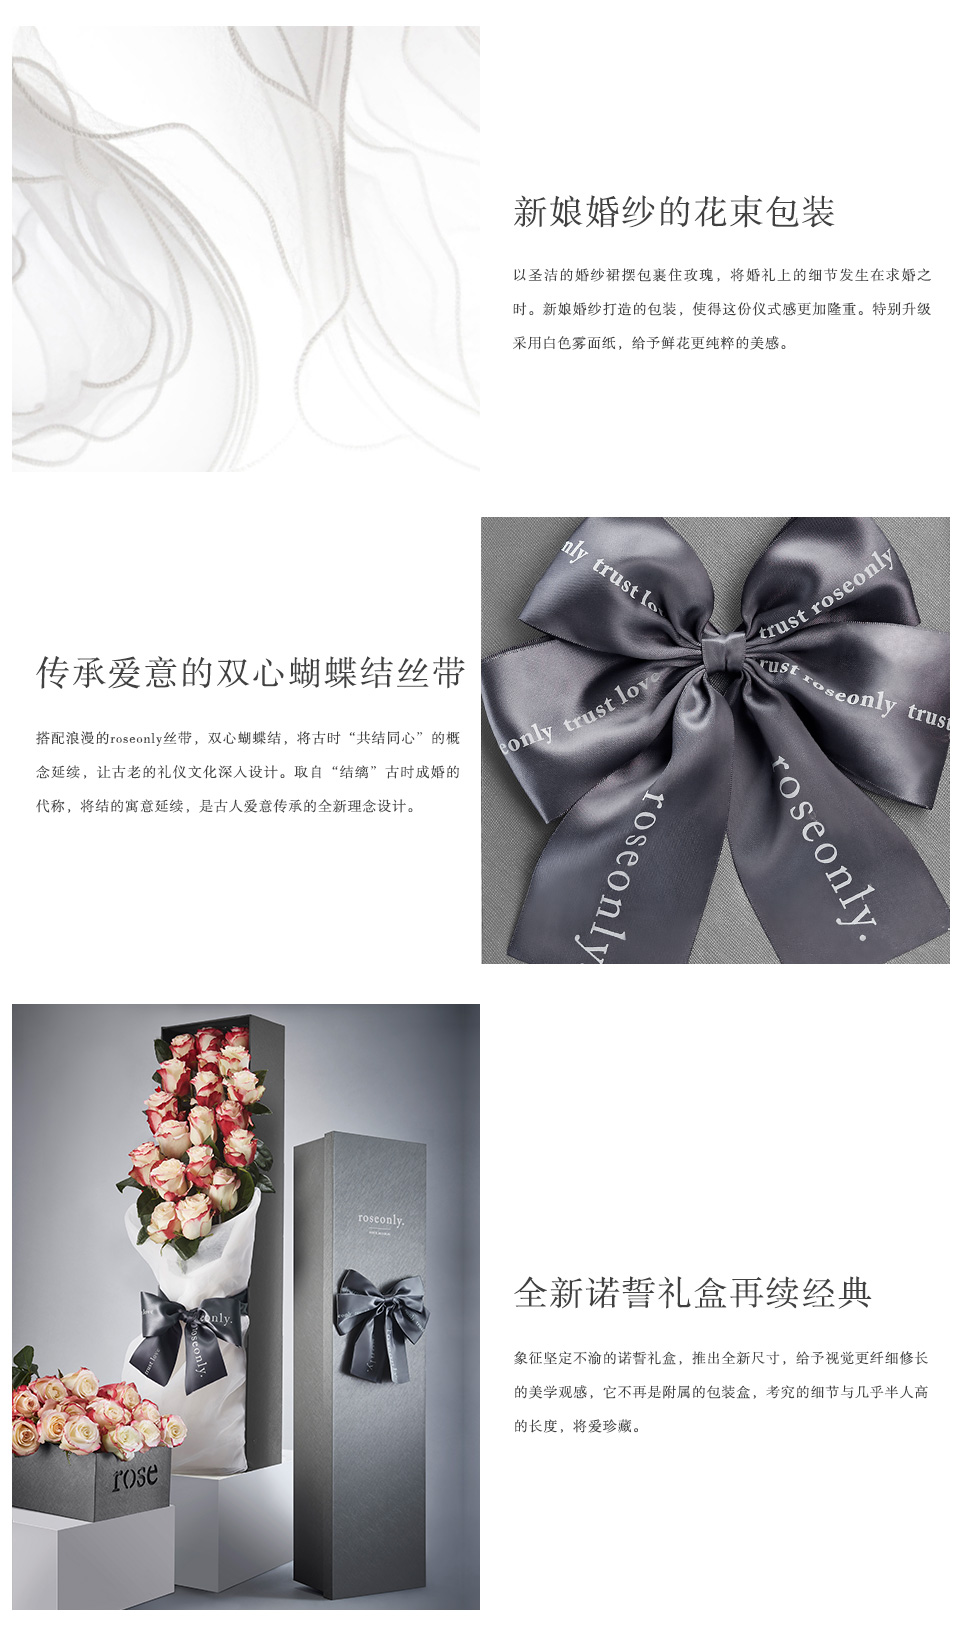 新娘婚纱的花束包装
以圣洁的婚纱裙摆包裹住玫瑰，将婚礼上的细节发生在求婚之
时。新娘婚纱打造的包装，使得这份仪式感更加隆重。特别升级
采用白色雾面纸，给予鲜花更纯粹的美感。
nly trust lo
trust roseonly
trust love
rust roseonly trust
eonly trust love
roseonly
roseonly.
传承爱意的双心蝴蝶结丝带
搭配浪漫的roseonly丝带，双心蝴蝶结，将古时“共结同心”的概
念延续，让古老的礼仪文化深入设计。取自“结缡”古时成婚的
代称，将结的寓意延续，是古人爱意传承的全新理念设计。
roseonly.
only.
roseonly.
trust love
rose
全新诺誓礼盒再续经典
象征坚定不渝的诺誓礼盒，推出全新尺寸，给予视觉更纤细修长
的美学观感，它不再是附属的包装盒，考究的细节与几乎半人高
的长度，将爱珍藏。